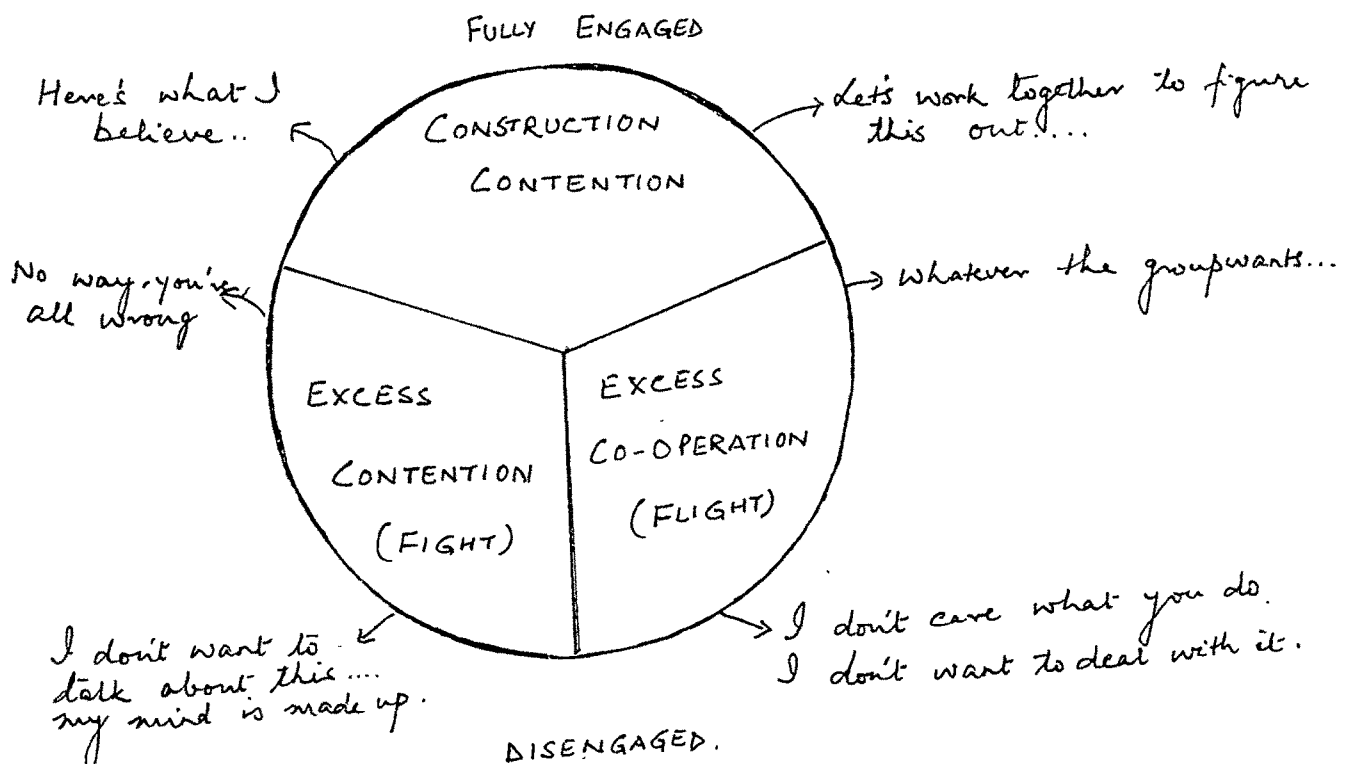 FULLY ENGAGED
Here's what I
believe..
Let's work together to figure
this out....
CONSTRUCTION
CONTENTION
No way, you're
all wrong
whatever the group wants...
EXCESS
CONTENTION
(FIGHT)
EXCESS
CO-OPERATION
(FLIGHT)
I don't want to
talk about this....
my mind is made up.
I don't care what you do.
I don't want to deal with it.
DISENGAGED.